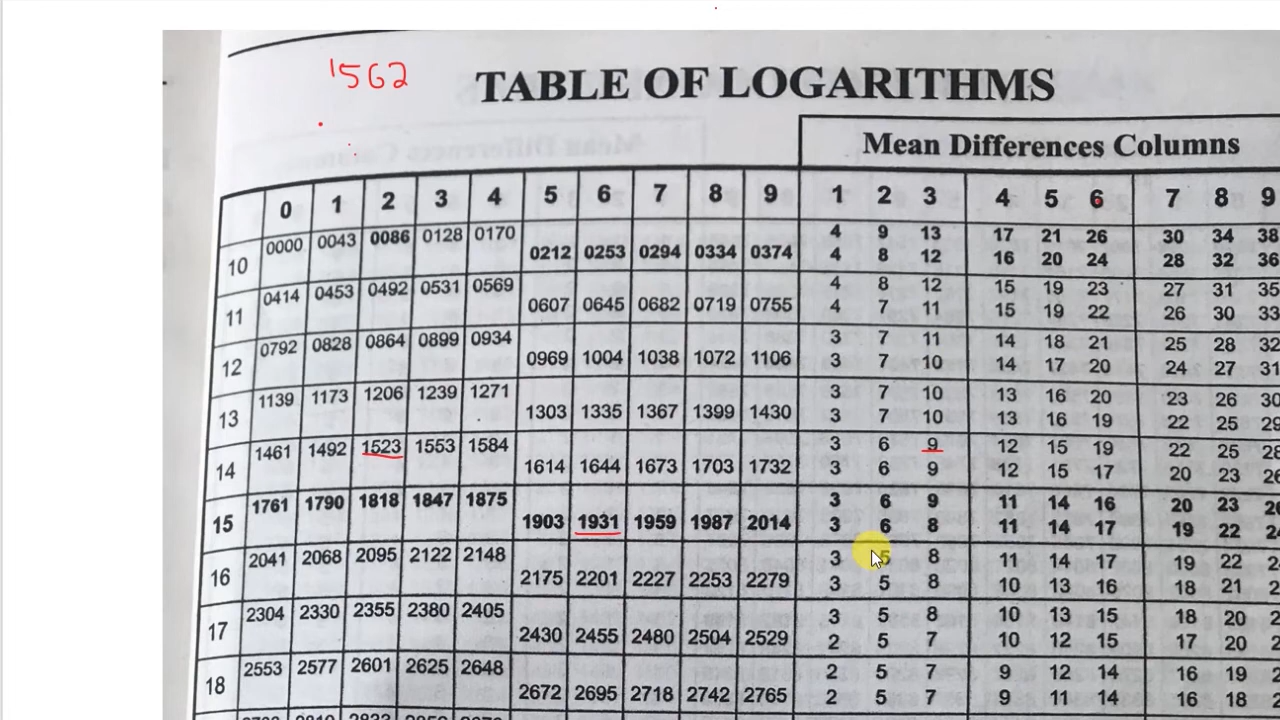 1562
TABLE OF LOGARITHMS
Mean Differences Columns
0 1 2 3 4 5 6 7 8 9 1 2 3 4 5 6 7 8 9
0000 0043 0086 0128 0170 4 9 13 17 21 26 30 34 38
10 0212 0253 0294 0334 0374 4 8 12 16 20 24 28 32 36
0414 0453 0492 0531 0569 4 8 12 15 19 23 27 31 35
11 0607 0645 0682 0719 0755 4 7 11 15 19 22 26 30 33
0792 0828 0864 0899 0934 3 7 11 14 18 21 25 28 32
12 0969 1004 1038 1072 1106 3 7 10 14 17 20 24 27 31
1139 1173 1206 1239 1271 3 7 10 13 16 20 23 26 30
13 1303 1335 1367 1399 1430 3 7 10 13 16 19 22 25 29
1461 1492 1523 1553 1584 3 6 9 12 15 19 22 25 28
14 1614 1644 1673 1703 1732 3 6 9 12 15 17 20 23 26
1761 1790 1818 1847 1875 3 6 9 11 14 16 20 23 26
15 1903 1931 1959 1987 2014 3 6 8 11 14 17 19 22 24
2041 2068 2095 2122 2148 3 5 8 11 14 17 19 22
16 2175 2201 2227 2253 2279 3 5 8 10 13 16 18 21
2304 2330 2355 2380 2405 3 5 8 10 13 15 18 20
17 2430 2455 2480 2504 2529 2 5 7 10 12 15 17 20
2553 2577 2601 2625 2648 2 5 7 9 12 14 16 19
18 2672 2695 2718 2742 2765 2 5 7 9 11 14 16 18